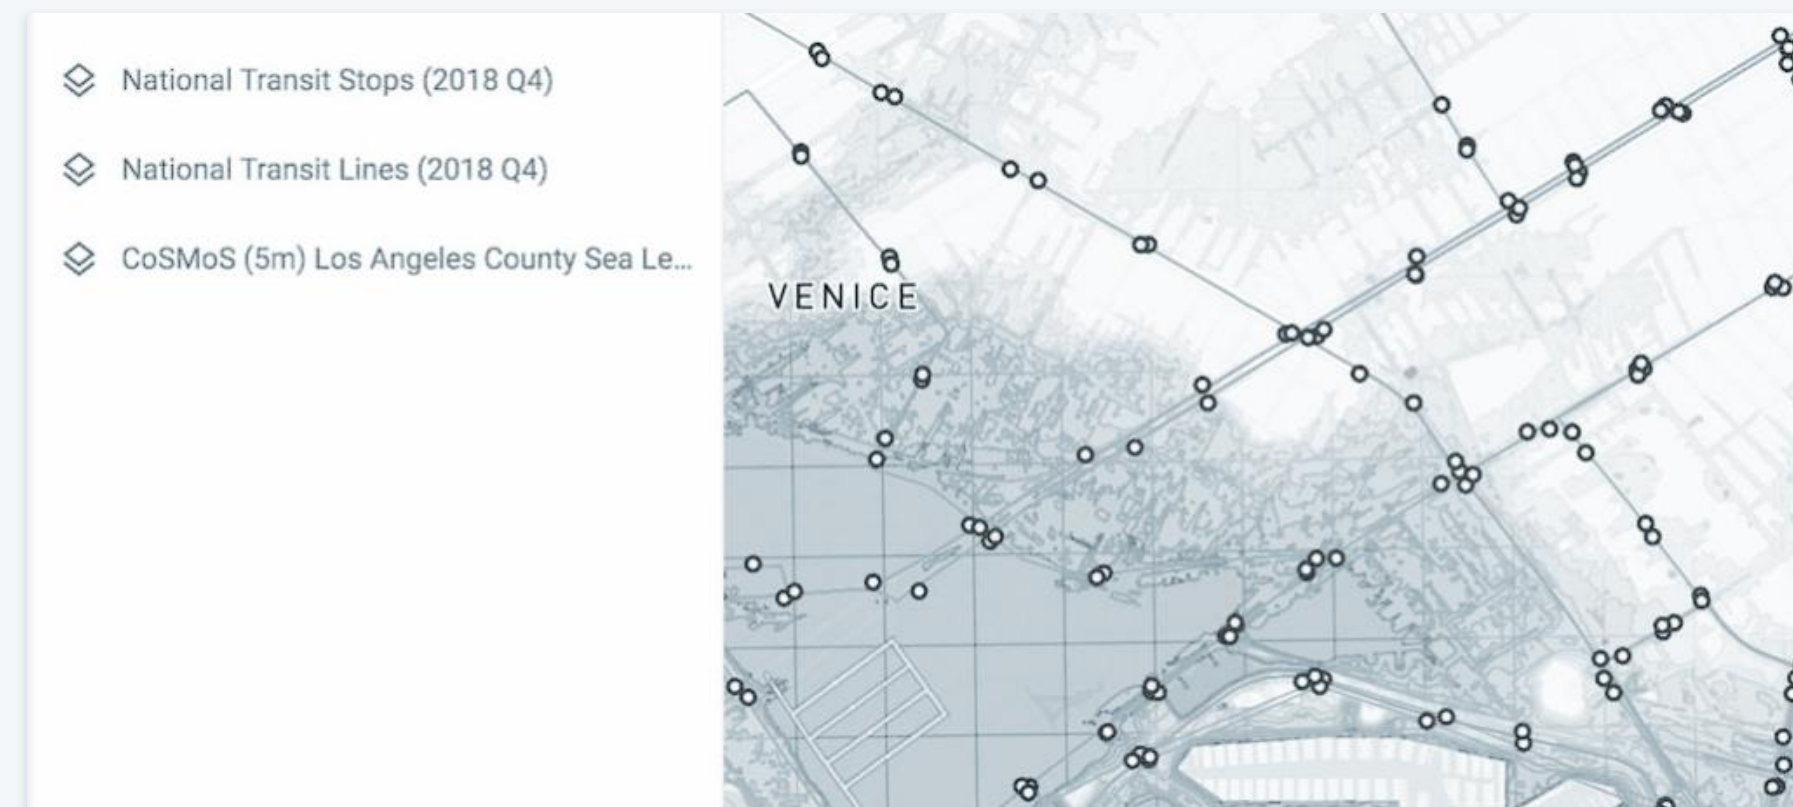 National Transit Stops (2018 Q4)
National Transit Lines (2018 Q4)
CoSMoS (5m) Los Angeles County Sea Le...
VENICE